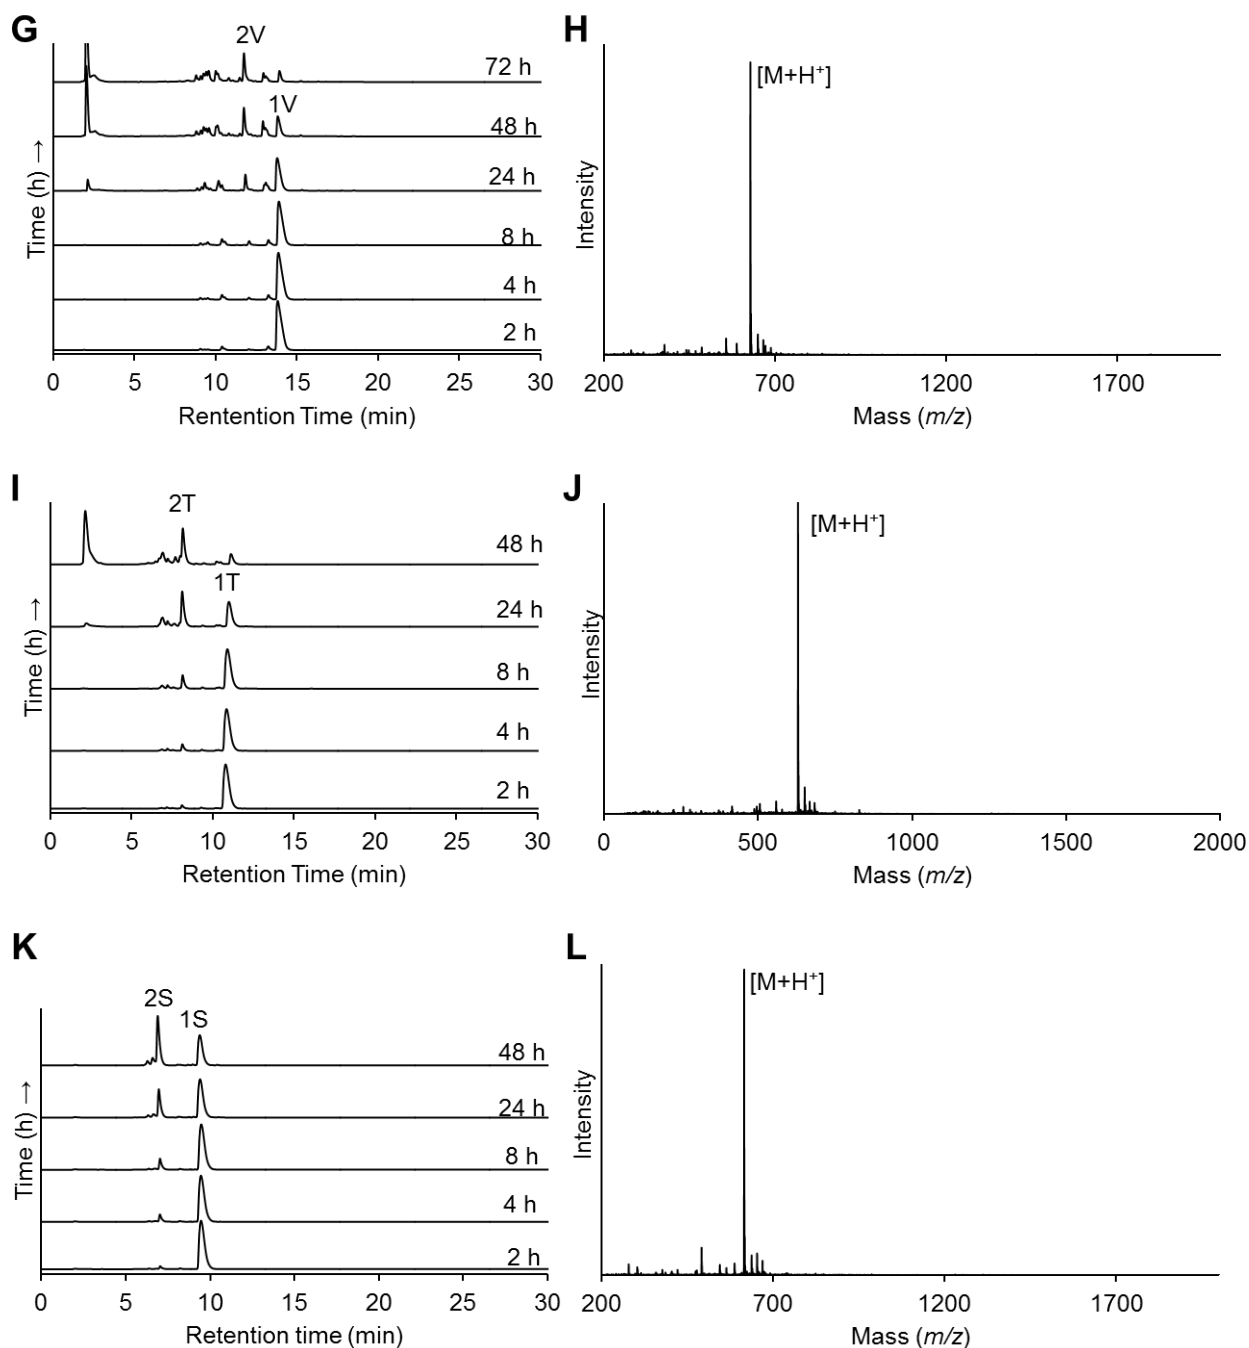 G
2V
72 h
1V
48 h
24 h
8 h
4 h
2 h
Time (h) →
0 5 10 15 20 25 30
Rentention Time (min)
H
[M+H⁺]
Intensity
200 700 1200 1700
Mass (m/z)
I
2T
48 h
1T
24 h
8 h
4 h
2 h
Time (h) →
0 5 10 15 20 25 30
Retention Time (min)
J
[M+H⁺]
Intensity
0 500 1000 1500 2000
Mass (m/z)
K
2S
1S
48 h
24 h
8 h
4 h
2 h
Time (h) →
0 5 10 15 20 25 30
Retention time (min)
L
[M+H⁺]
Intensity
200 700 1200 1700
Mass (m/z)